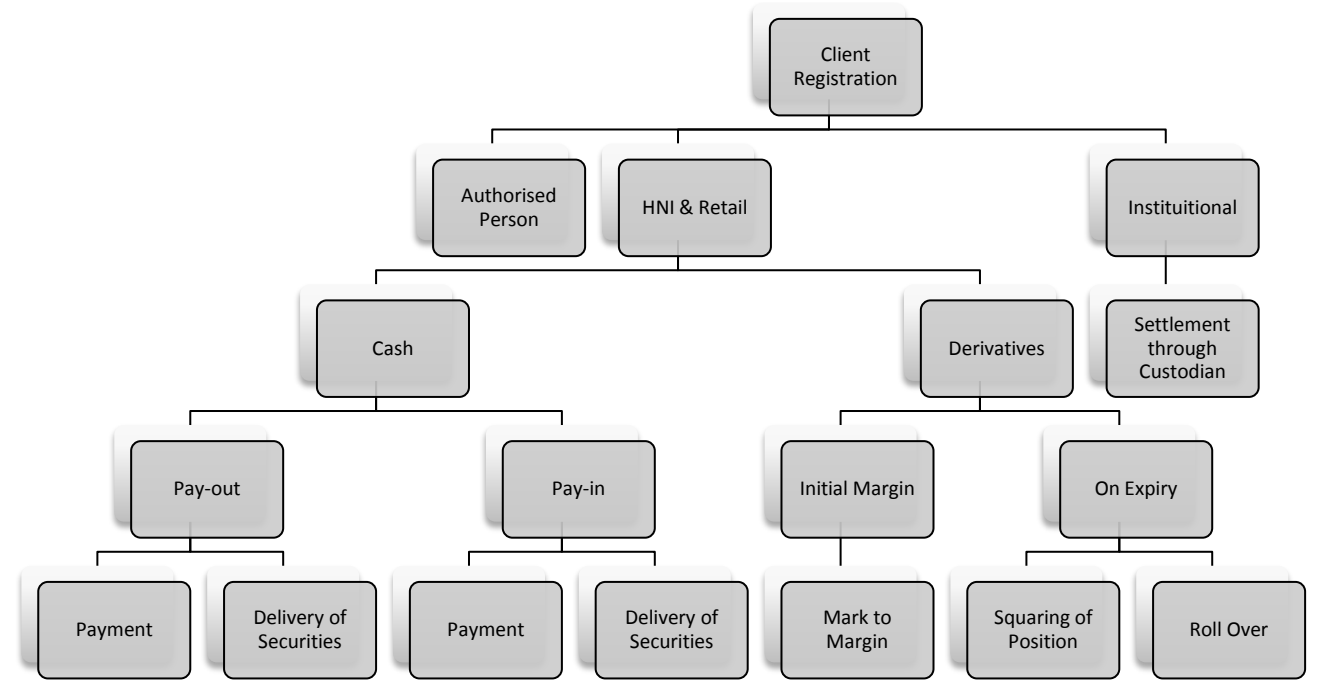 Client
Registration
Authorised
Person
HNI & Retail
Instituitional
Cash
Derivatives
Settlement
through
Custodian
Pay-out
Pay-in
Initial Margin
On Expiry
Payment
Delivery of
Securities
Payment
Delivery of
Securities
Mark to
Margin
Squaring of
Position
Roll Over